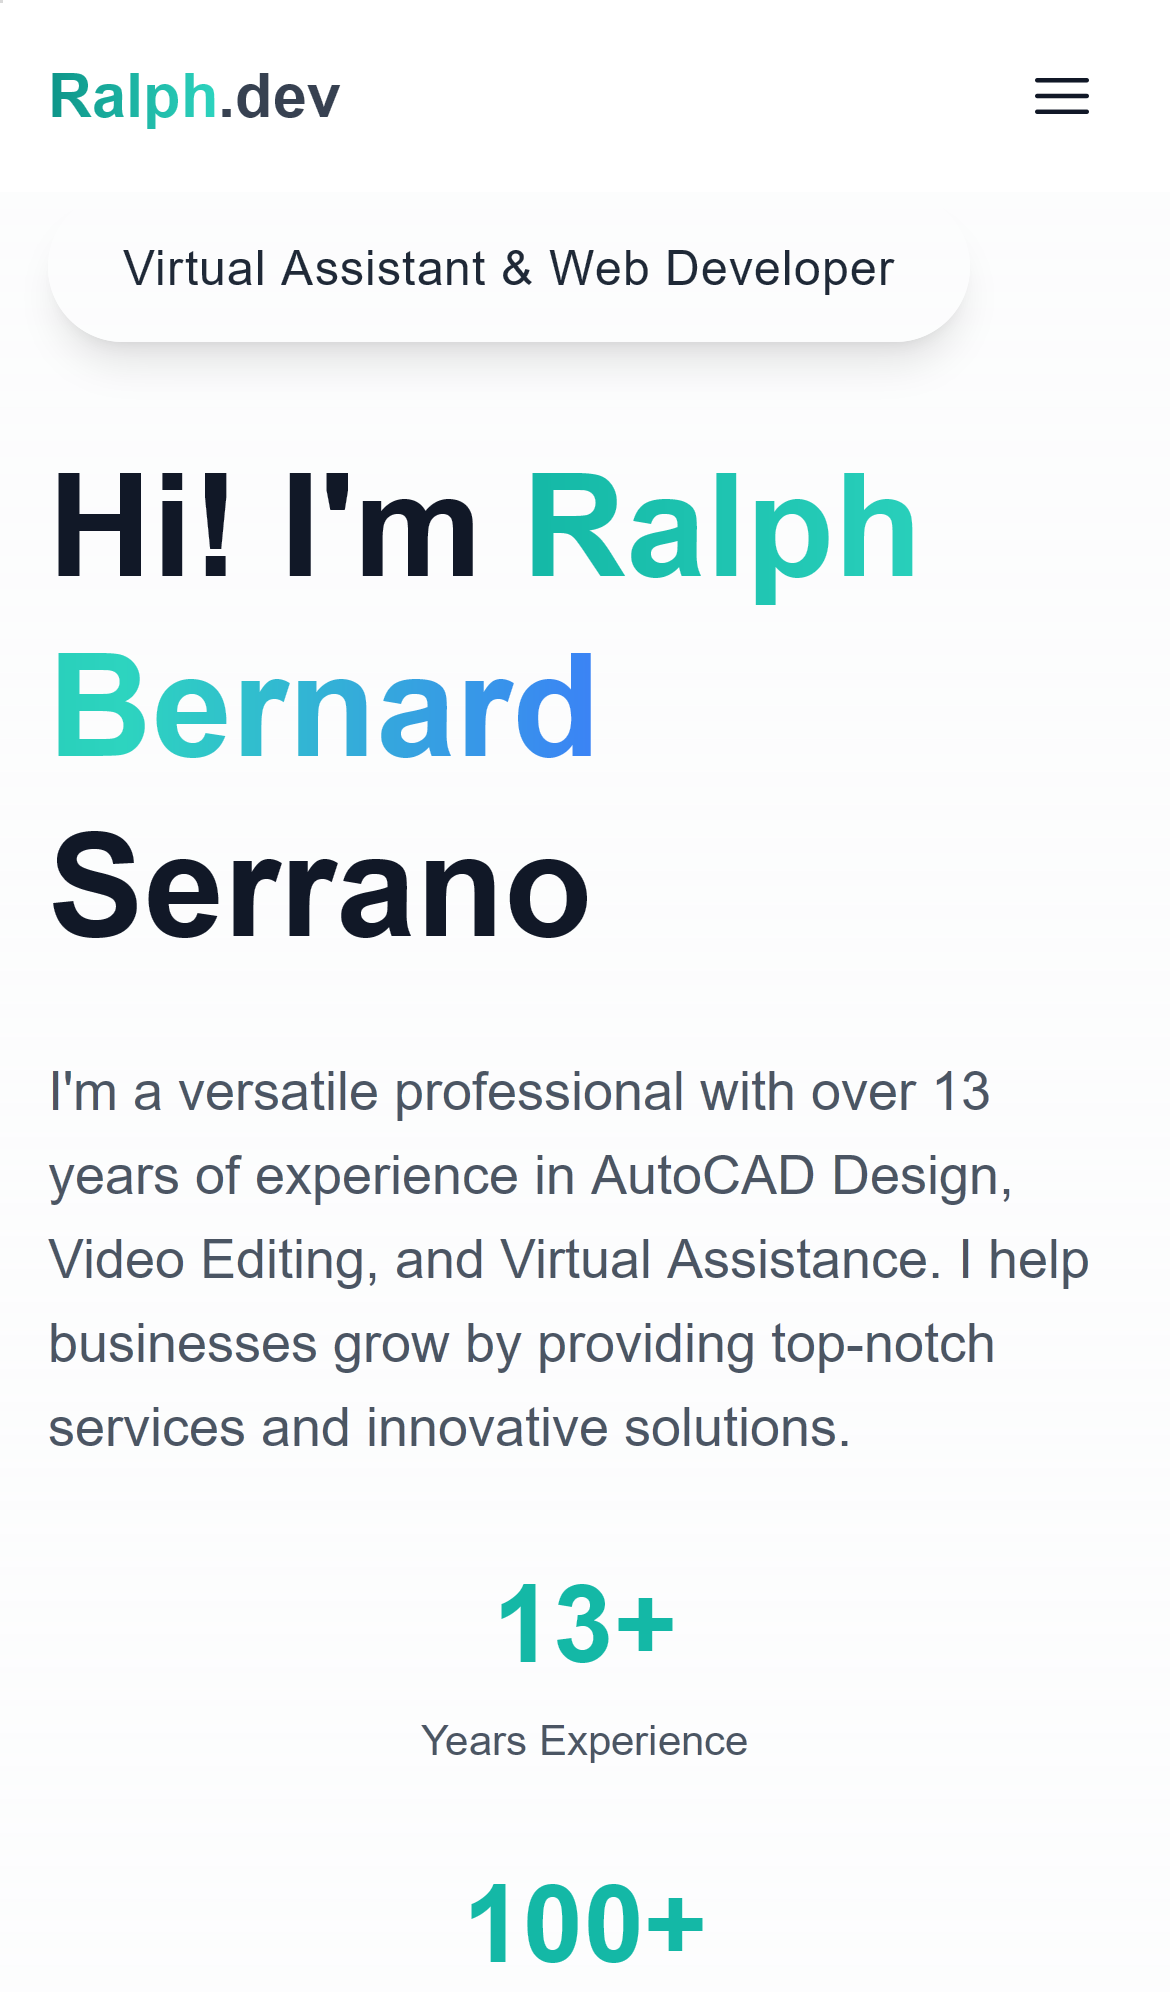 Ralph.dev
Virtual Assistant & Web Developer
Hi! I'm Ralph
Bernard
Serrano
I'm a versatile professional with over 13
years of experience in AutoCAD Design,
Video Editing, and Virtual Assistance. I help
businesses grow by providing top-notch
services and innovative solutions.
13+
Years Experience
100+